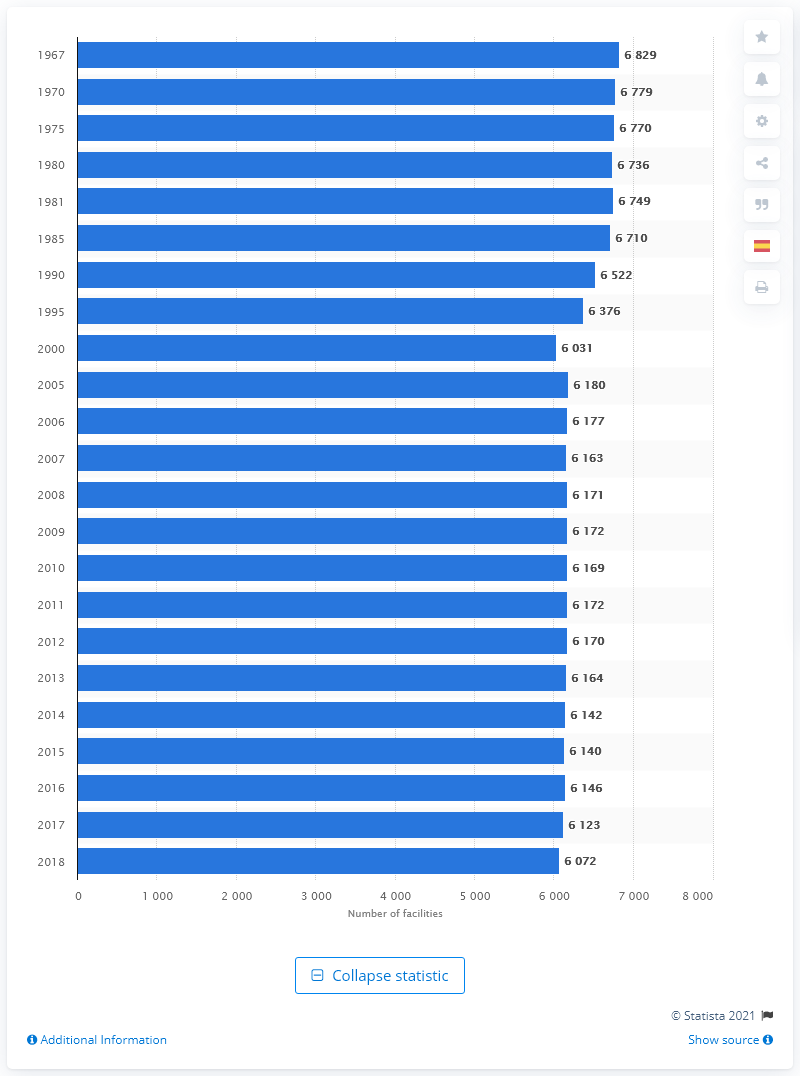 1967 6 829
1970 6 779
1975 6 770
1980 6 736
1981 6 749
1985 6 710
1990 6 522
1995 6 376
2000 6 031
2005 6 180
2006 6 177
2007 6 163
2008 6 171
2009 6 172
2010 6 169
2011 6 172
2012 6 170
2013 6 164
2014 6 142
2015 6 140
2016 6 146
2017 6 123
2018 6 072
0 1 000 2 000 3 000 4 000 5 000 6 000 7 000 8 000
Number of facilities
Collapse statistic
© Statista 2021
Additional Information Show source